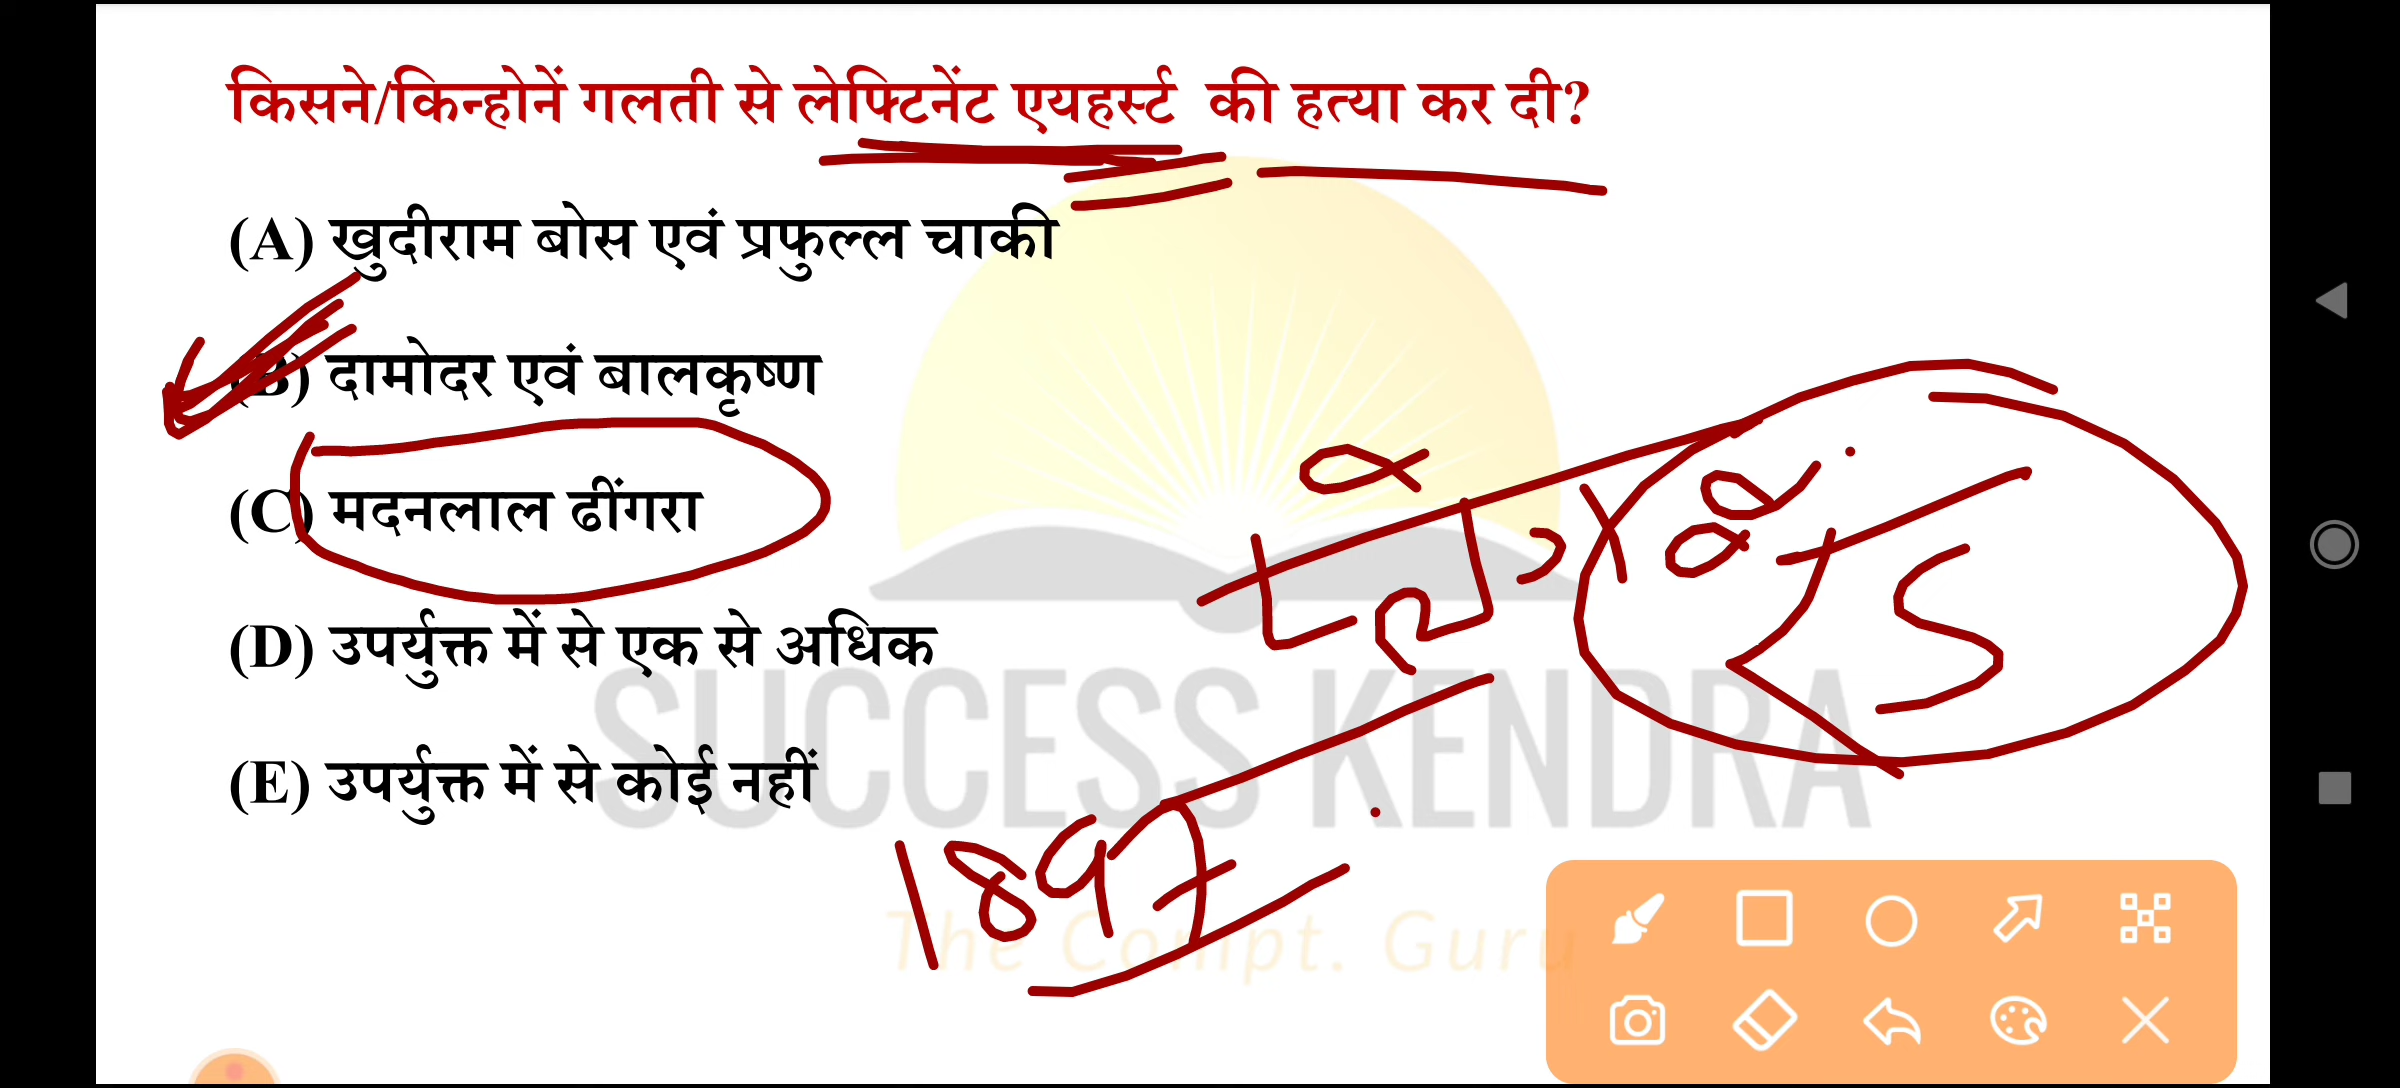 किसने/किन्होनें गलती से लेफ्टिनेंट एयहर्स्ट की हत्या कर दी?
(A) खुदीराम बोस एवं प्रफुल्ल चाकी
(B) दामोदर एवं बालकृष्ण
(C) मदनलाल ढींगरा
(D) उपर्युक्त में से एक से अधिक
(E) उपर्युक्त में से कोई नहीं
SUCCESS KENDRA
1897
The Compt. Guru